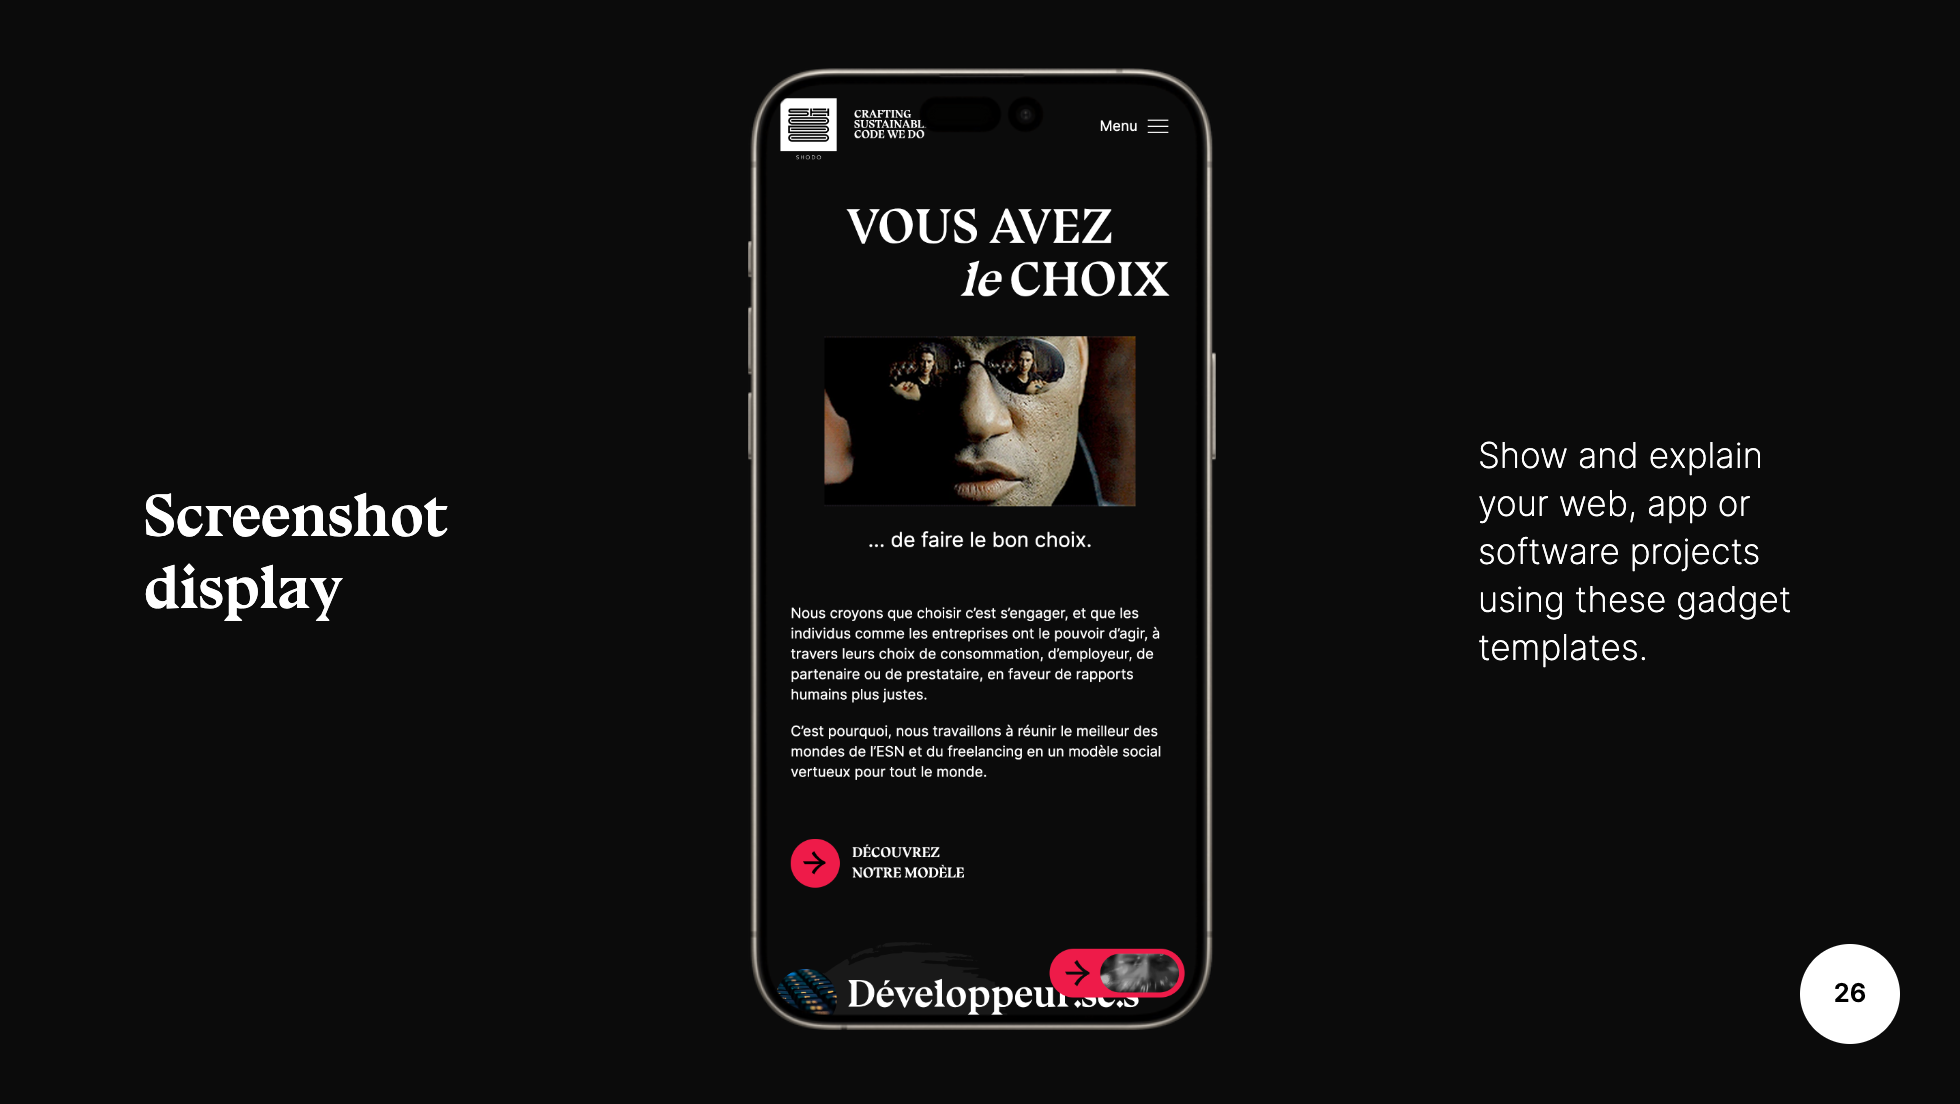 Screenshot
display
SHODO
CRAFTING
SUSTAINABL
CODE WE DO
Menu
VOUS AVEZ
le CHOIX
... de faire le bon choix.
Nous croyons que choisir c’est s’engager, et que les
individus comme les entreprises ont le pouvoir d’agir, à
travers leurs choix de consommation, d’employeur, de
partenaire ou de prestataire, en faveur de rapports
humains plus justes.
C’est pourquoi, nous travaillons à réunir le meilleur des
mondes de l’ESN et du freelancing en un modèle social
vertueux pour tout le monde.
DÉCOUVREZ
NOTRE MODÈLE
Développeur.se.s
Show and explain
your web, app or
software projects
using these gadget
templates.
26